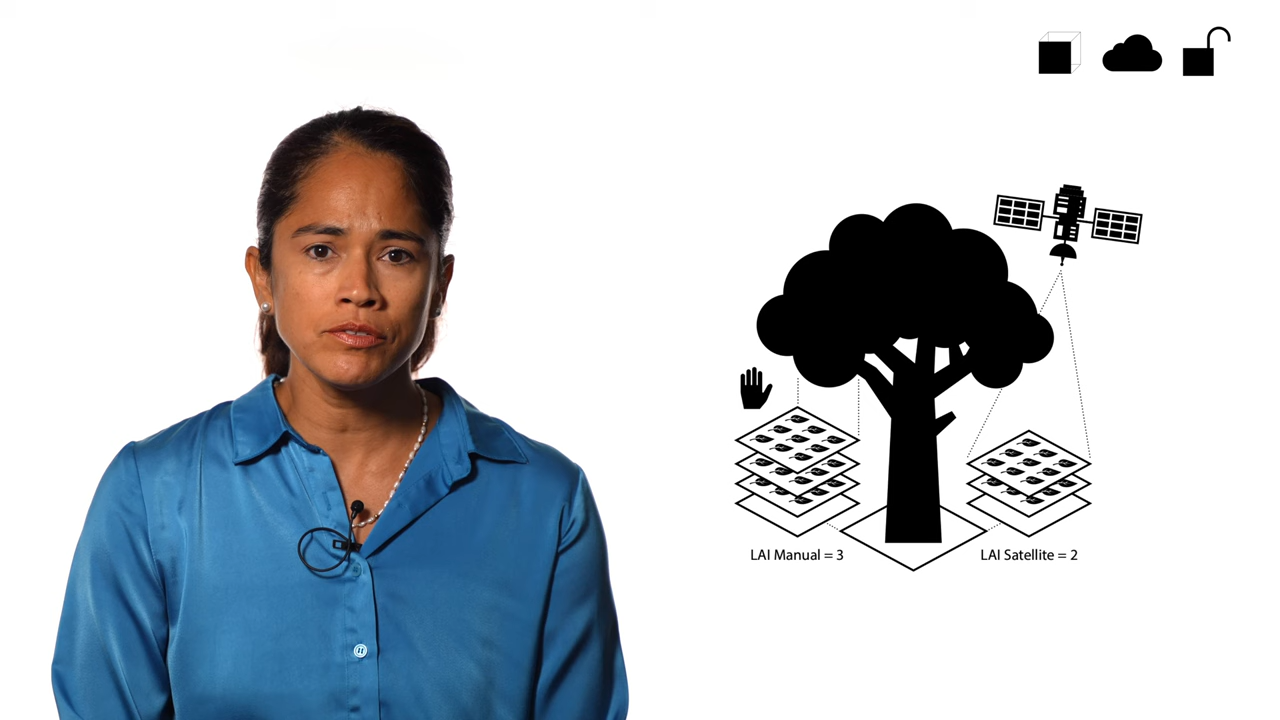 LAI Manual = 3
LAI Satellite = 2